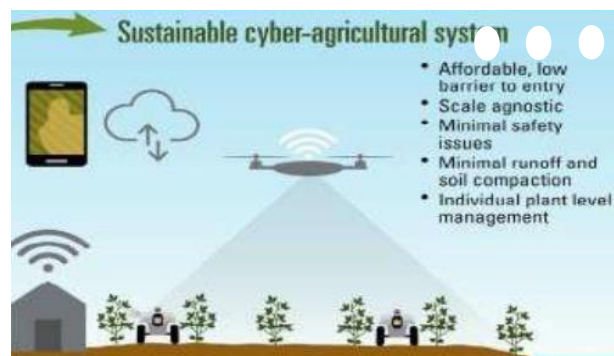 Sustainable cyber-agricultural system
• Affordable, low
barrier to entry
• Scale agnostic
• Minimal safety
issues
• Minimal runoff and
soil compaction
• Individual plant level
management